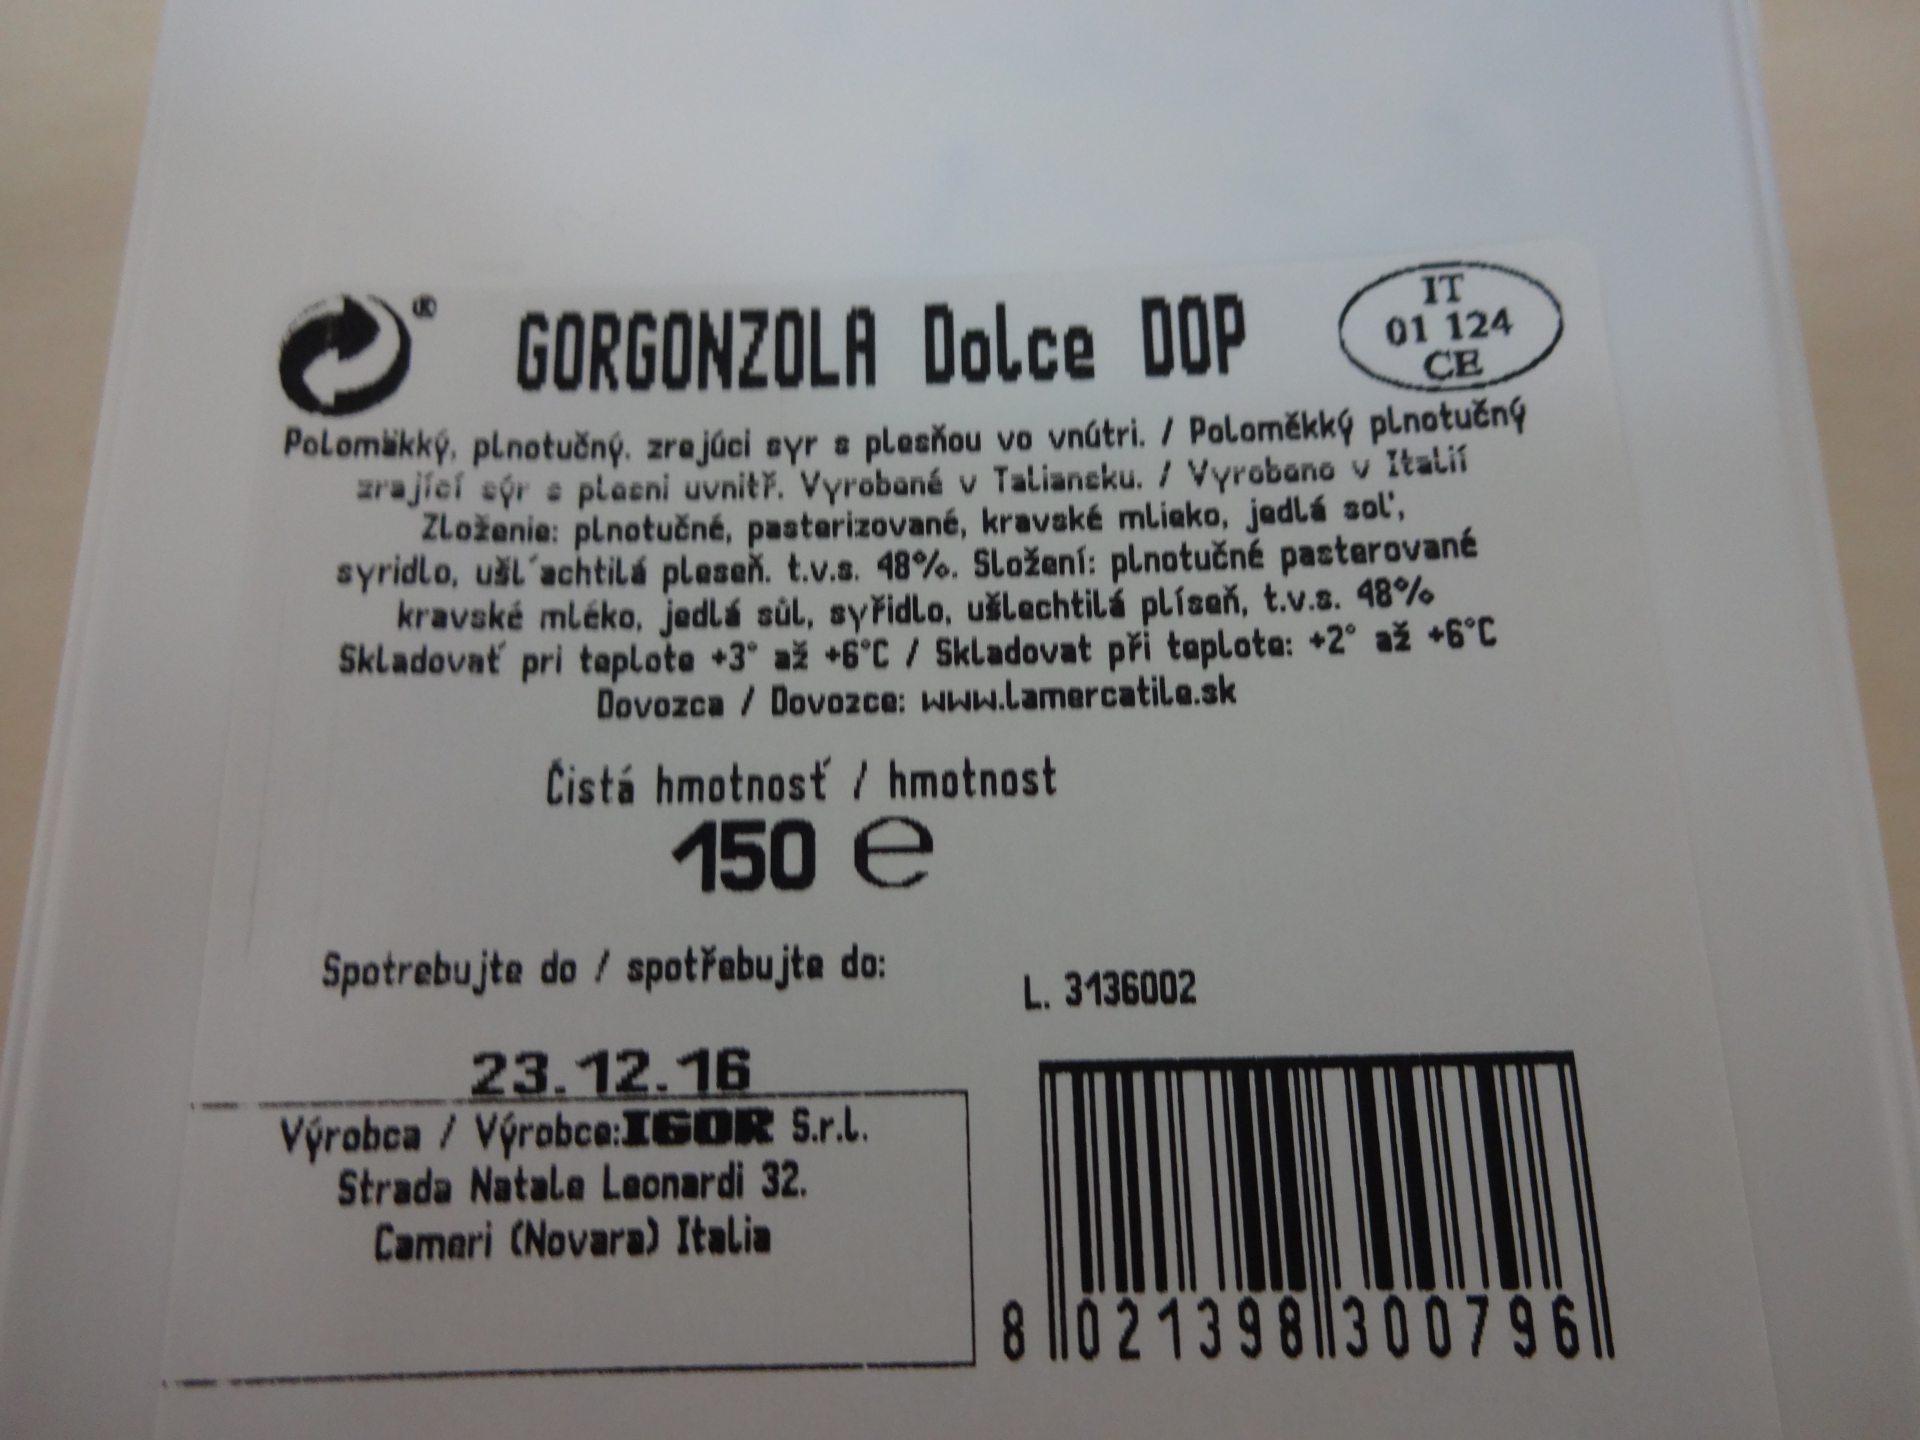 ®
GORGONZOLA Dolce DOP
IT
01 124
CE
Polomäkký, plnotučný. zrejúci syr s plesňou vo vnútri. / Poloměkký plnotučný
zrající sýr s plesni uvnitř. Vyrobené v Taliansku. / Vyrobeno v Italií
Zloženie: plnotučné, pasterizované, kravské mlieko, jedlá soľ,
syridlo, ušl´achtilá pleseň. t.v.s. 48%. Složení: plnotučné pasterované
kravské mléko, jedlá sůl, syřidlo, ušlechtilá plíseň, t.v.s. 48%
Skladovať pri teplote +3° až +6°C / Skladovat při teplote: +2° až +6°C
Dovozca / Dovozce: www.lamercatile.sk
Čistá hmotnosť / hmotnost
150 e
Spotrebujte do / spotřebujte do:
L. 3136002
23.12.16
Výrobca / Výrobce:IGOR S.r.l.
Strada Natale Leonardi 32.
Cameri (Novara) Italia
8 021398 300796